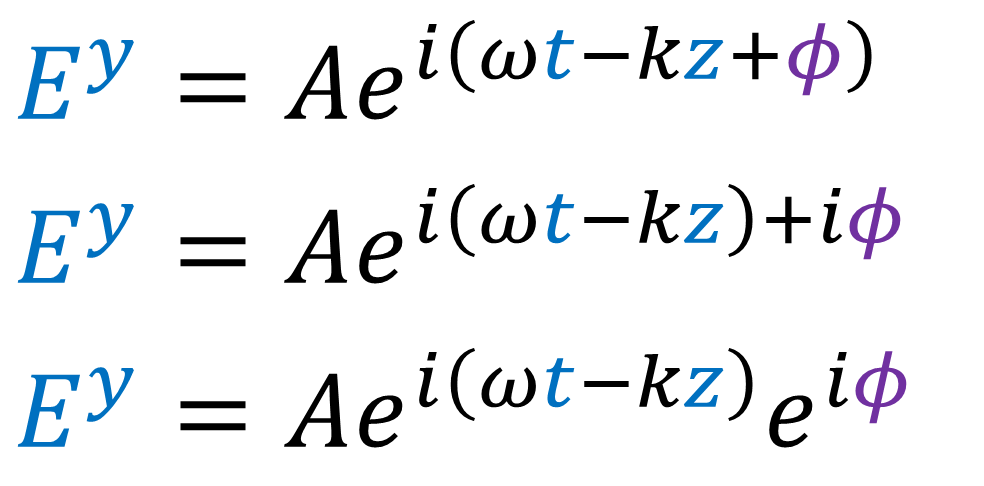 E^y = Ae^{i(ωt−kz+ϕ)}
E^y = Ae^{i(ωt−kz)+iϕ}
E^y = Ae^{i(ωt−kz)}e^{iϕ}